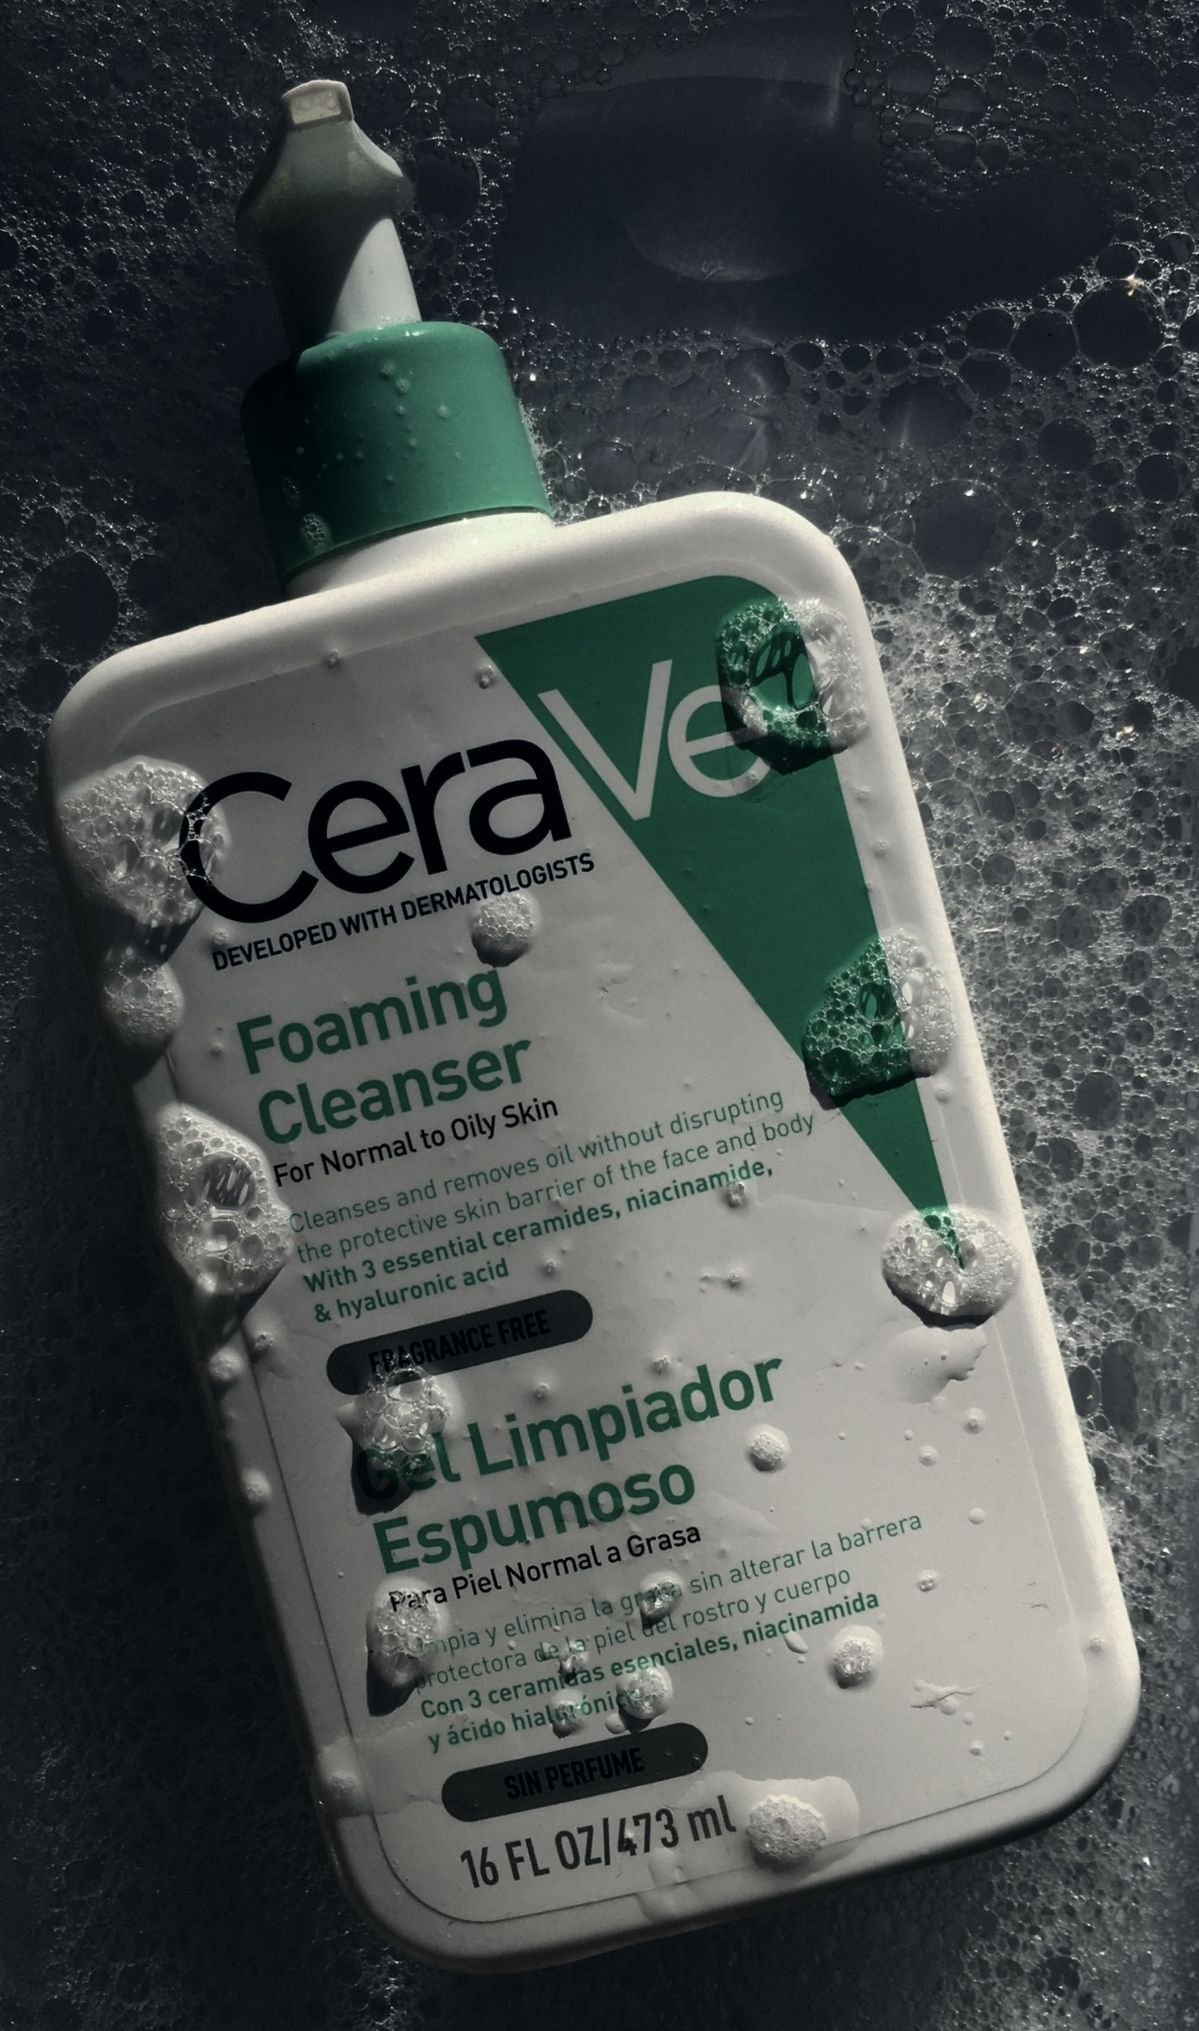 CeraVe
DEVELOPED WITH DERMATOLOGISTS
Foaming
Cleanser
For Normal to Oily Skin
Cleanses and removes oil without disrupting
the protective skin barrier of the face and body
With 3 essential ceramides, niacinamide,
& hyaluronic acid
FRAGRANCE FREE
Gel Limpiador
Espumoso
Para Piel Normal a Grasa
Limpia y elimina la grasa sin alterar la barrera
protectora de la piel del rostro y cuerpo
Con 3 ceramidas esenciales, niacinamida
y ácido hialurónico
SIN PERFUME
16 FL OZ/473 ml